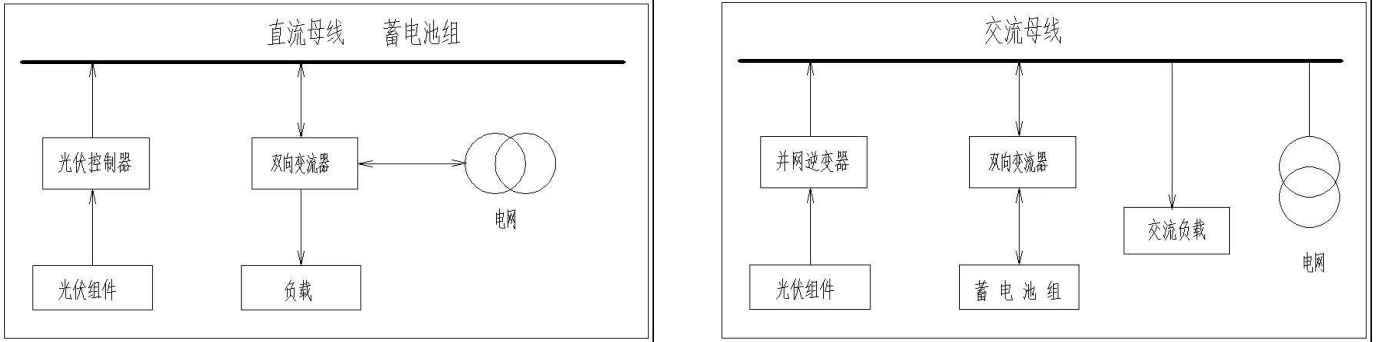 直流母线 蓄电池组
光伏控制器
双向变流器
电网
光伏组件
负载
交流母线
并网逆变器
双向变流器
交流负载
电网
光伏组件
蓄电池组